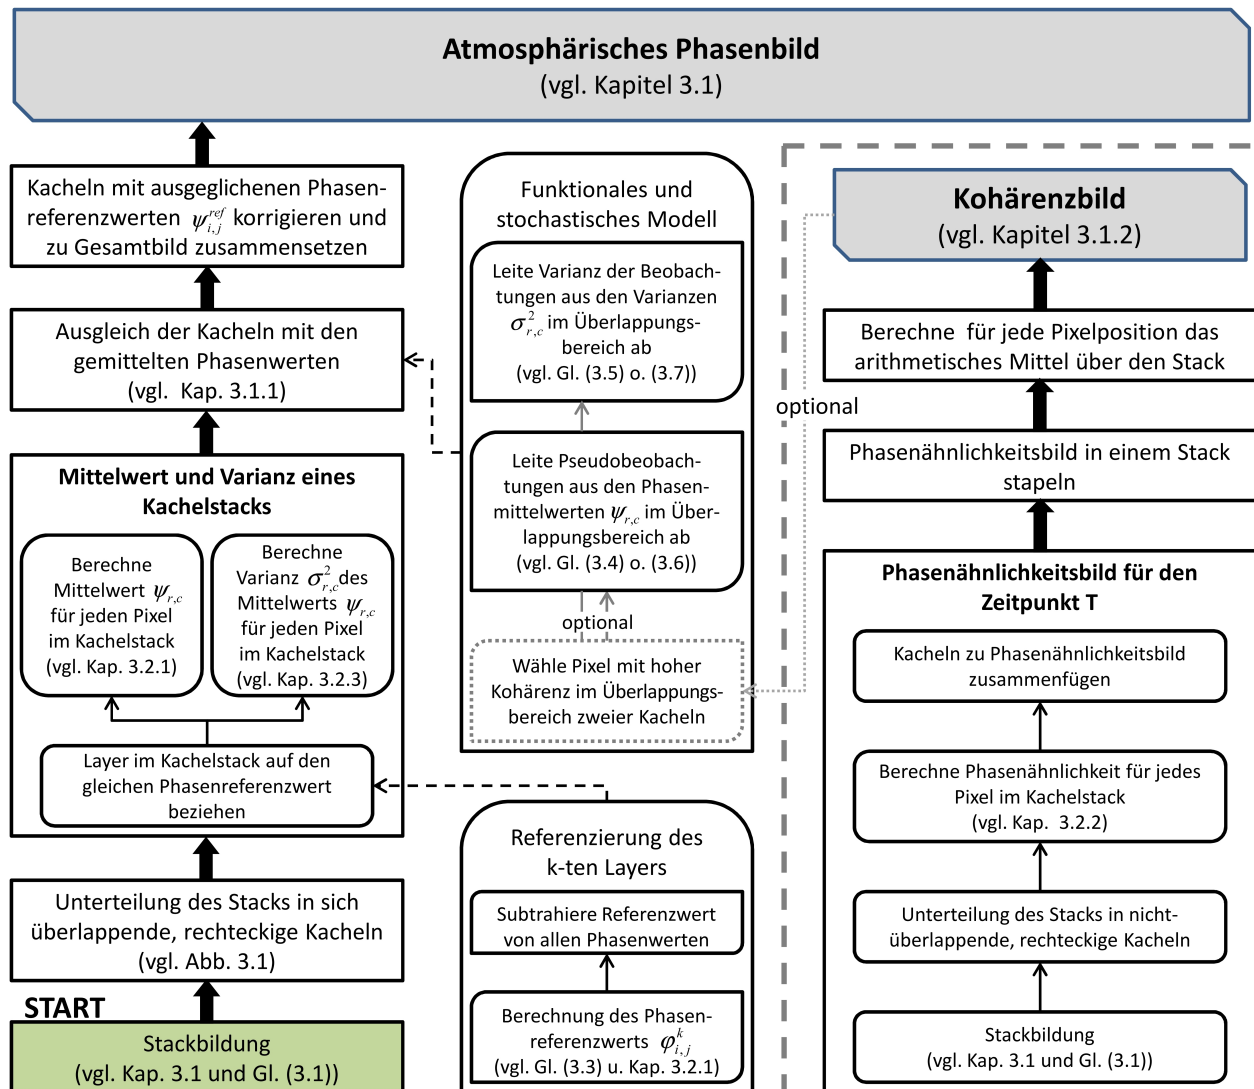 Atmosphärisches Phasenbild
(vgl. Kapitel 3.1)
Kacheln mit ausgeglichenen Phasen-
referenzwerten ψ_{i,j}^{ref} korrigieren und
zu Gesamtbild zusammensetzen
Ausgleich der Kacheln mit den
gemittelten Phasenwerten
(vgl. Kap. 3.1.1)
Mittelwert und Varianz eines
Kachelstacks
Berechne
Mittelwert ψ_{r,c}
für jeden Pixel
im Kachelstack
(vgl. Kap. 3.2.1)
Berechne
Varianz σ_{r,c}^{2} des
Mittelwerts ψ_{r,c}
für jeden Pixel
im Kachelstack
(vgl. Kap. 3.2.3)
Layer im Kachelstack auf den
gleichen Phasenreferenzwert
beziehen
Unterteilung des Stacks in sich
überlappende, rechteckige Kacheln
(vgl. Abb. 3.1)
START
Stackbildung
(vgl. Kap. 3.1 und Gl. (3.1))
Funktionales und
stochastisches Modell
Leite Varianz der Beobach-
tungen aus den Varianzen
σ_{r,c}^{2} im Überlappungs-
bereich ab
(vgl. Gl. (3.5) o. (3.7))
Leite Pseudobeobach-
tungen aus den Phasen-
mittelwerten ψ_{r,c} im Über-
lappungsbereich ab
(vgl. Gl. (3.4) o. (3.6))
optional
Wähle Pixel mit hoher
Kohärenz im Überlappungs-
bereich zweier Kacheln
Referenzierung des
k-ten Layers
Subtrahiere Referenzwert
von allen Phasenwerten
Berechnung des Phasen-
referenzwerts φ_{i,j}^{k}
(vgl. Gl. (3.3) u. Kap. 3.2.1)
optional
Kohärenzbild
(vgl. Kapitel 3.1.2)
Berechne für jede Pixelposition das
arithmetisches Mittel über den Stack
Phasenähnlichkeitsbild in einem Stack
stapeln
Phasenähnlichkeitsbild für den
Zeitpunkt T
Kacheln zu Phasenähnlichkeitsbild
zusammenfügen
Berechne Phasenähnlichkeit für jedes
Pixel im Kachelstack
(vgl. Kap. 3.2.2)
Unterteilung des Stacks in nicht-
überlappende, rechteckige Kacheln
Stackbildung
(vgl. Kap. 3.1 und Gl. (3.1))